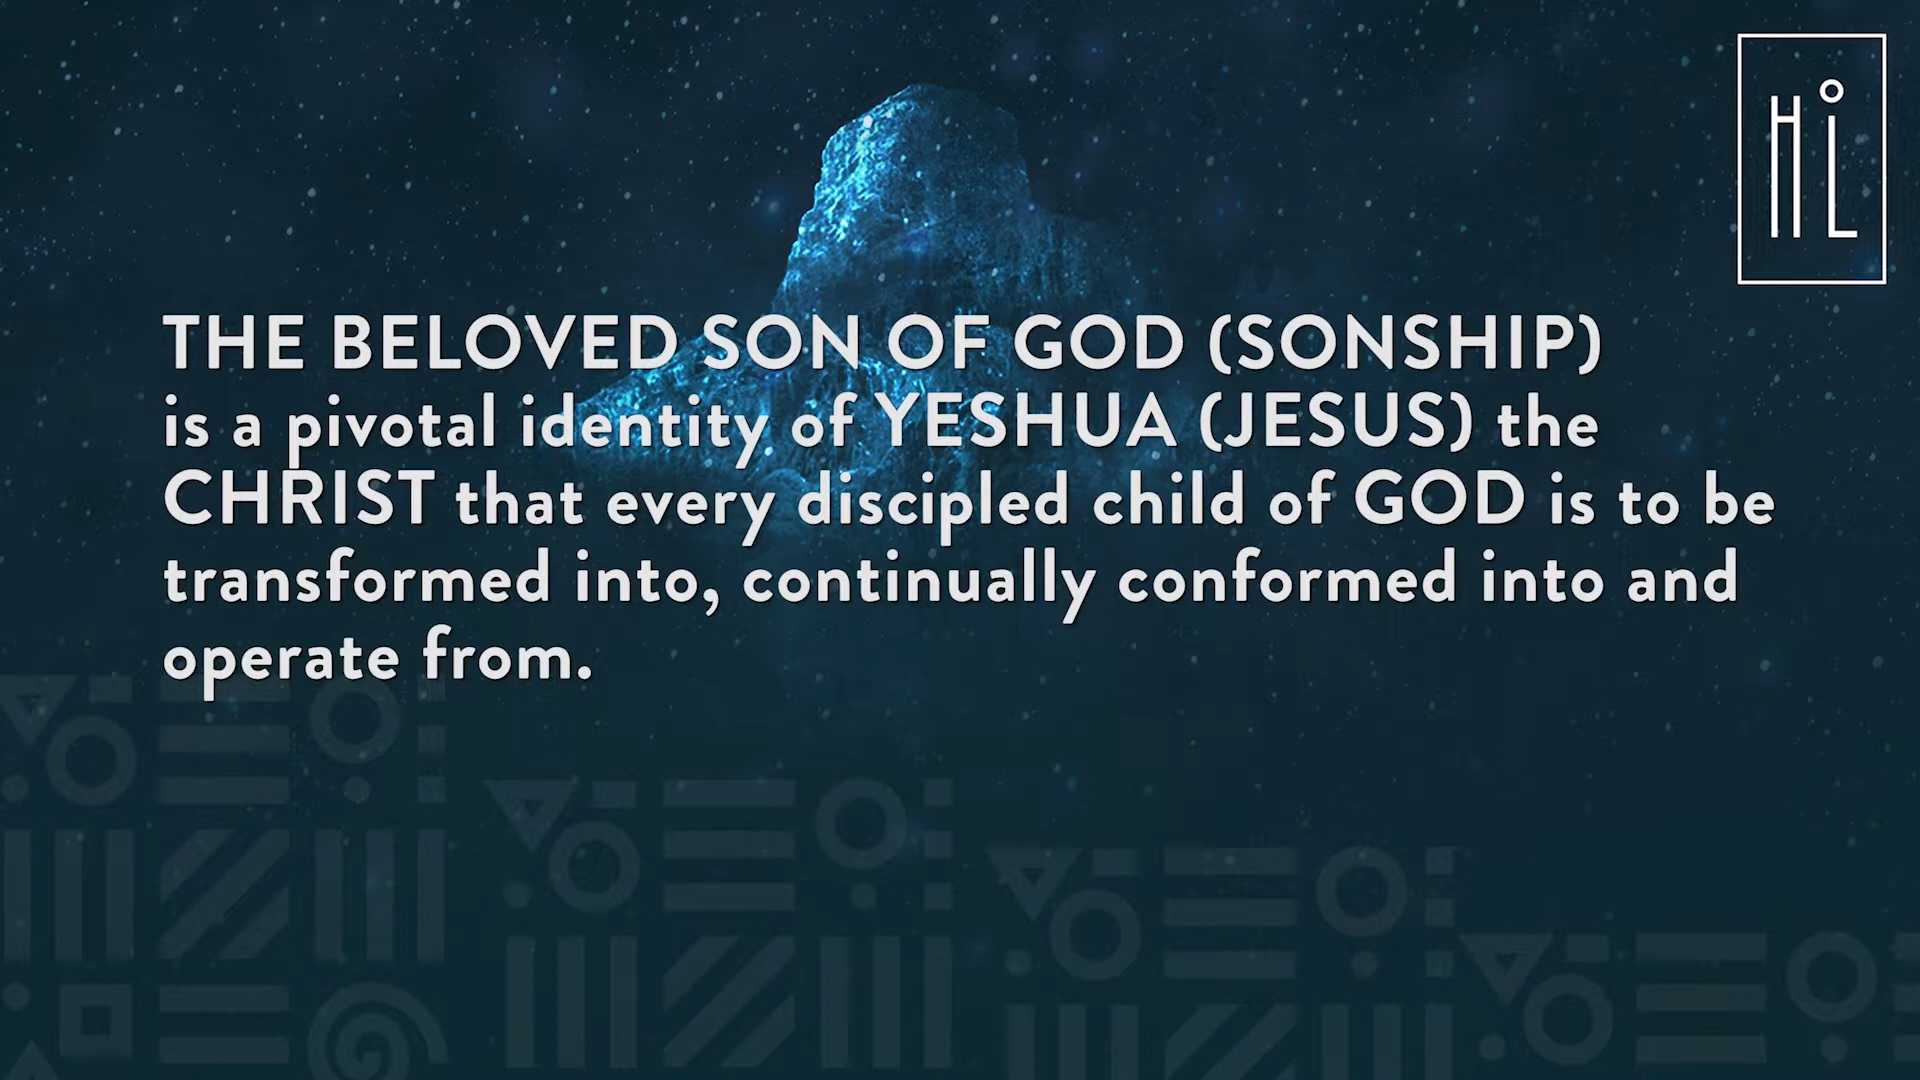 HiL
THE BELOVED SON OF GOD (SONSHIP)
is a pivotal identity of YESHUA (JESUS) the
CHRIST that every discipled child of GOD is to be
transformed into, continually conformed into and
operate from.